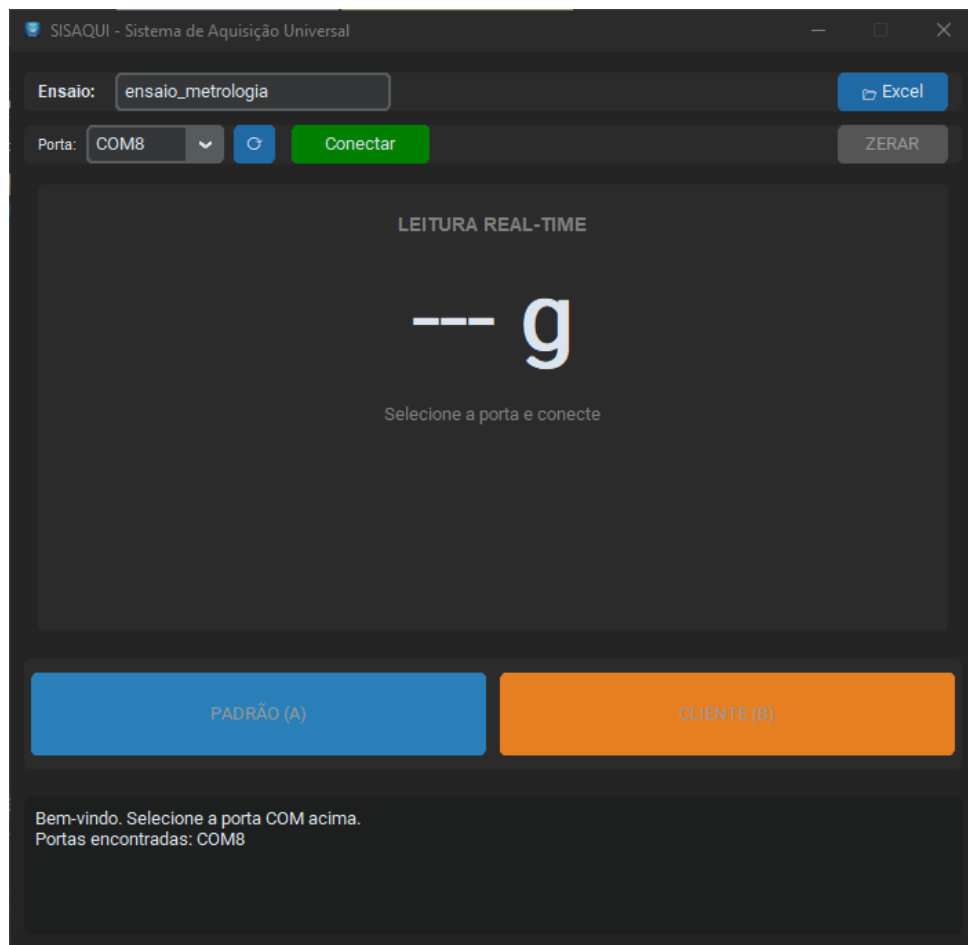 SISAQUI - Sistema de Aquisição Universal
Ensaio: ensaio_metrologia Excel
Porta: COM8 Conectar ZERAR
LEITURA REAL-TIME
--- g
Selecione a porta e conecte
PADRÃO (A) CLIENTE (B)
Bem-vindo. Selecione a porta COM acima.
Portas encontradas: COM8